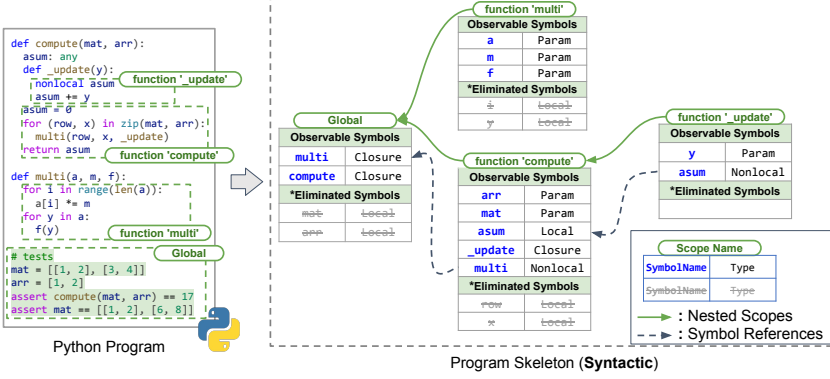 def compute(mat, arr):
asum: any
def _update(y):
nonlocal asum
asum += y
function '_update'
asum = 0
for (row, x) in zip(mat, arr):
multi(row, x, _update)
return asum
function 'compute'
def multi(a, m, f):
for i in range(len(a)):
a[i] *= m
for y in a:
f(y)
function 'multi'
Global
# tests
mat = [[1, 2], [3, 4]]
arr = [1, 2]
assert compute(mat, arr) == 17
assert mat == [[1, 2], [6, 8]]
Python Program
function 'multi'
Observable Symbols
a Param
m Param
f Param
*Eliminated Symbols
i Local
y Local
Global
Observable Symbols
multi Closure
compute Closure
*Eliminated Symbols
mat Local
arr Local
function 'compute'
Observable Symbols
arr Param
mat Param
asum Local
_update Closure
multi Nonlocal
*Eliminated Symbols
row Local
x Local
function '_update'
Observable Symbols
y Param
asum Nonlocal
*Eliminated Symbols
Scope Name
SymbolName Type
SymbolName Type
: Nested Scopes
: Symbol References
Program Skeleton (Syntactic)